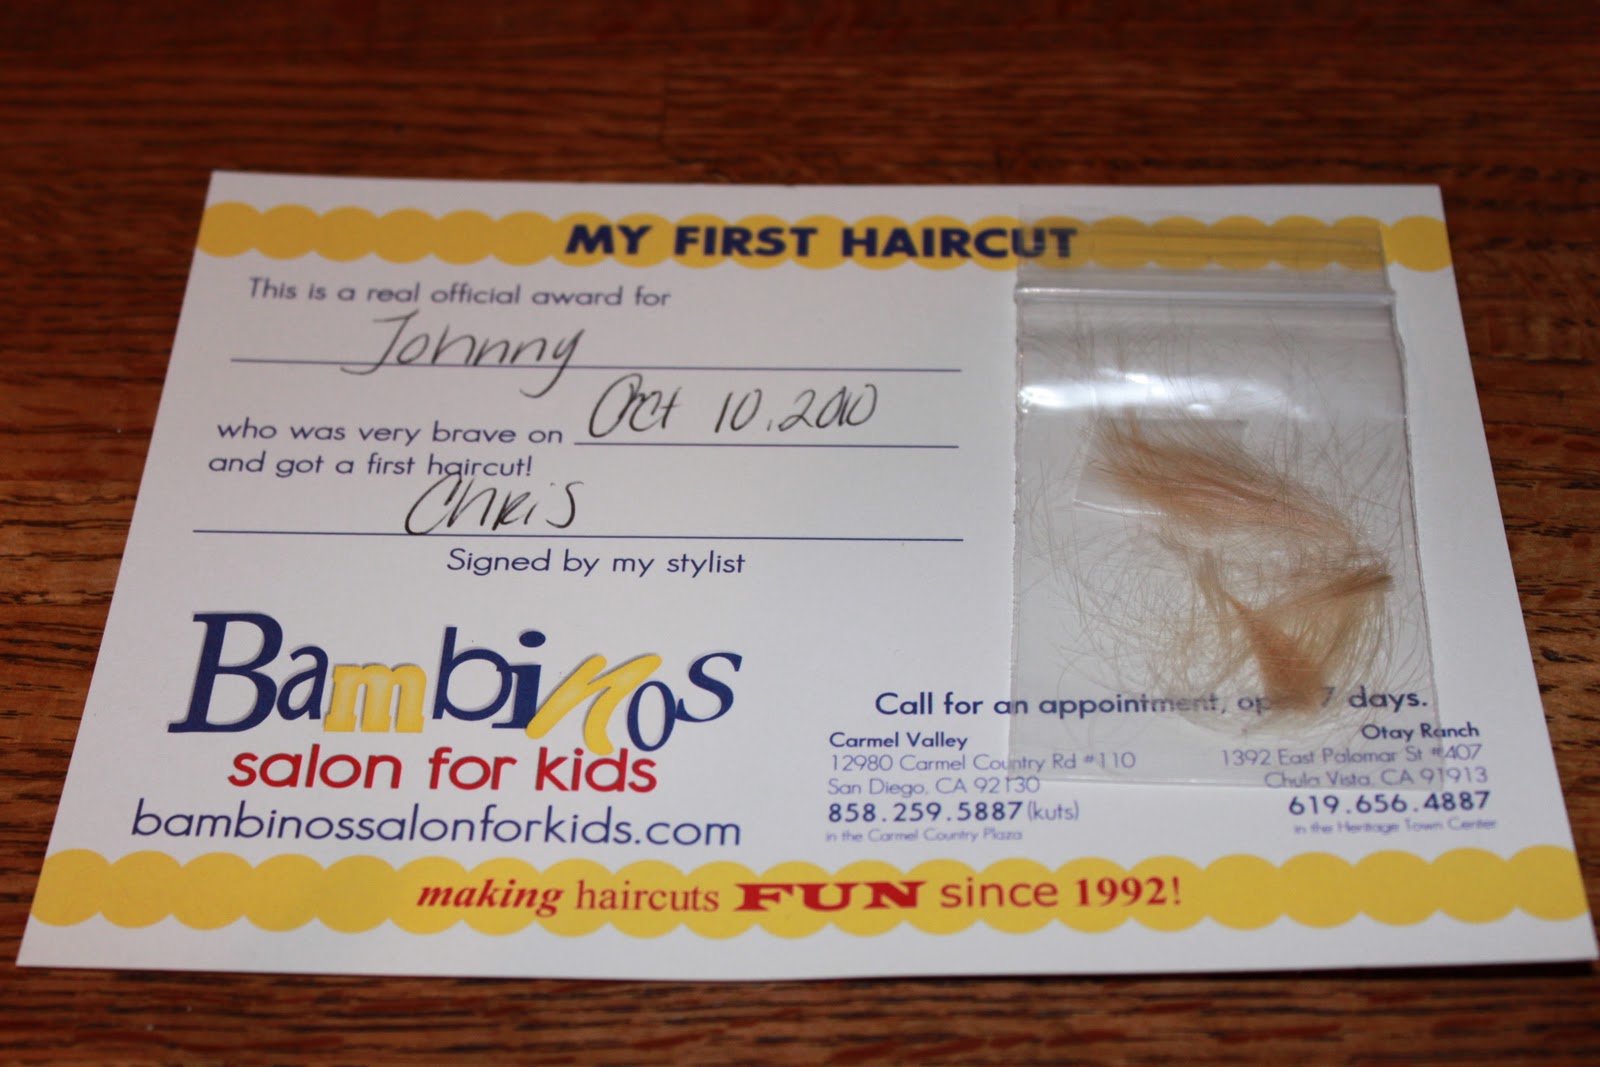 MY FIRST HAIRCUT
This is a real official award for
Johnny
who was very brave on Oct 10, 2010
and got a first haircut!
Chris
Signed by my stylist
Bambinos
salon for kids
bambinossalonforkids.com
Call for an appointment, open 7 days.
Carmel Valley
12980 Carmel Country Rd #110
San Diego, CA 92130
858.259.5887 (kuts)
in the Carmel Country Plaza
Otay Ranch
1392 East Palomar St #407
Chula Vista, CA 91913
619.656.4887
in the Heritage Town Center
making haircuts FUN since 1992!